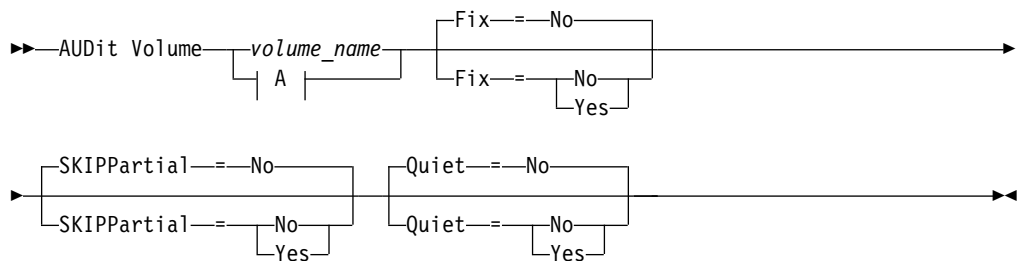 Fix = No
AUDit Volume volume_name Fix = No
A Yes
SKIPPartial = No Quiet = No
SKIPPartial = No Quiet = No
Yes Yes